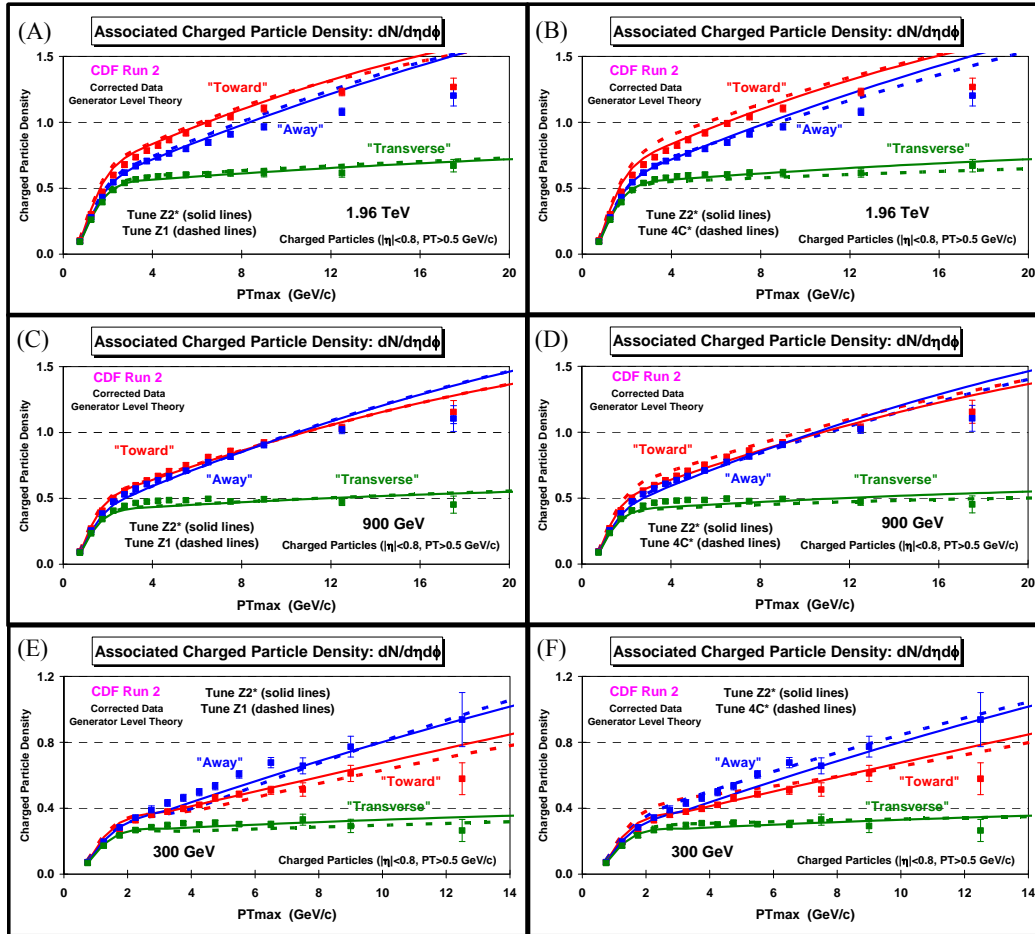 (A)
Associated Charged Particle Density: dN/dηdϕ
Charged Particle Density
1.5
1.0
0.5
0.0
CDF Run 2
Corrected Data
Generator Level Theory
"Toward"
"Away"
"Transverse"
Tune Z2* (solid lines)
Tune Z1 (dashed lines)
1.96 TeV
Charged Particles (|η|<0.8, PT>0.5 GeV/c)
0 4 8 12 16 20
PTmax (GeV/c)
(B)
Associated Charged Particle Density: dN/dηdϕ
Charged Particle Density
1.5
1.0
0.5
0.0
CDF Run 2
Corrected Data
Generator Level Theory
"Toward"
"Away"
"Transverse"
Tune Z2* (solid lines)
Tune 4C* (dashed lines)
1.96 TeV
Charged Particles (|η|<0.8, PT>0.5 GeV/c)
0 4 8 12 16 20
PTmax (GeV/c)
(C)
Associated Charged Particle Density: dN/dηdϕ
Charged Particle Density
1.5
1.0
0.5
0.0
CDF Run 2
Corrected Data
Generator Level Theory
"Toward"
"Away"
"Transverse"
Tune Z2* (solid lines)
Tune Z1 (dashed lines)
900 GeV
Charged Particles (|η|<0.8, PT>0.5 GeV/c)
0 4 8 12 16 20
PTmax (GeV/c)
(D)
Associated Charged Particle Density: dN/dηdϕ
Charged Particle Density
1.5
1.0
0.5
0.0
CDF Run 2
Corrected Data
Generator Level Theory
"Toward"
"Away"
"Transverse"
Tune Z2* (solid lines)
Tune 4C* (dashed lines)
900 GeV
Charged Particles (|η|<0.8, PT>0.5 GeV/c)
0 4 8 12 16 20
PTmax (GeV/c)
(E)
Associated Charged Particle Density: dN/dηdϕ
Charged Particle Density
1.2
0.8
0.4
0.0
CDF Run 2
Corrected Data
Generator Level Theory
Tune Z2* (solid lines)
Tune Z1 (dashed lines)
"Away"
"Toward"
"Transverse"
300 GeV
Charged Particles (|η|<0.8, PT>0.5 GeV/c)
0 2 4 6 8 10 12 14
PTmax (GeV/c)
(F)
Associated Charged Particle Density: dN/dηdϕ
Charged Particle Density
1.2
0.8
0.4
0.0
CDF Run 2
Corrected Data
Generator Level Theory
Tune Z2* (solid lines)
Tune 4C* (dashed lines)
"Away"
"Toward"
"Transverse"
300 GeV
Charged Particles (|η|<0.8, PT>0.5 GeV/c)
0 2 4 6 8 10 12 14
PTmax (GeV/c)